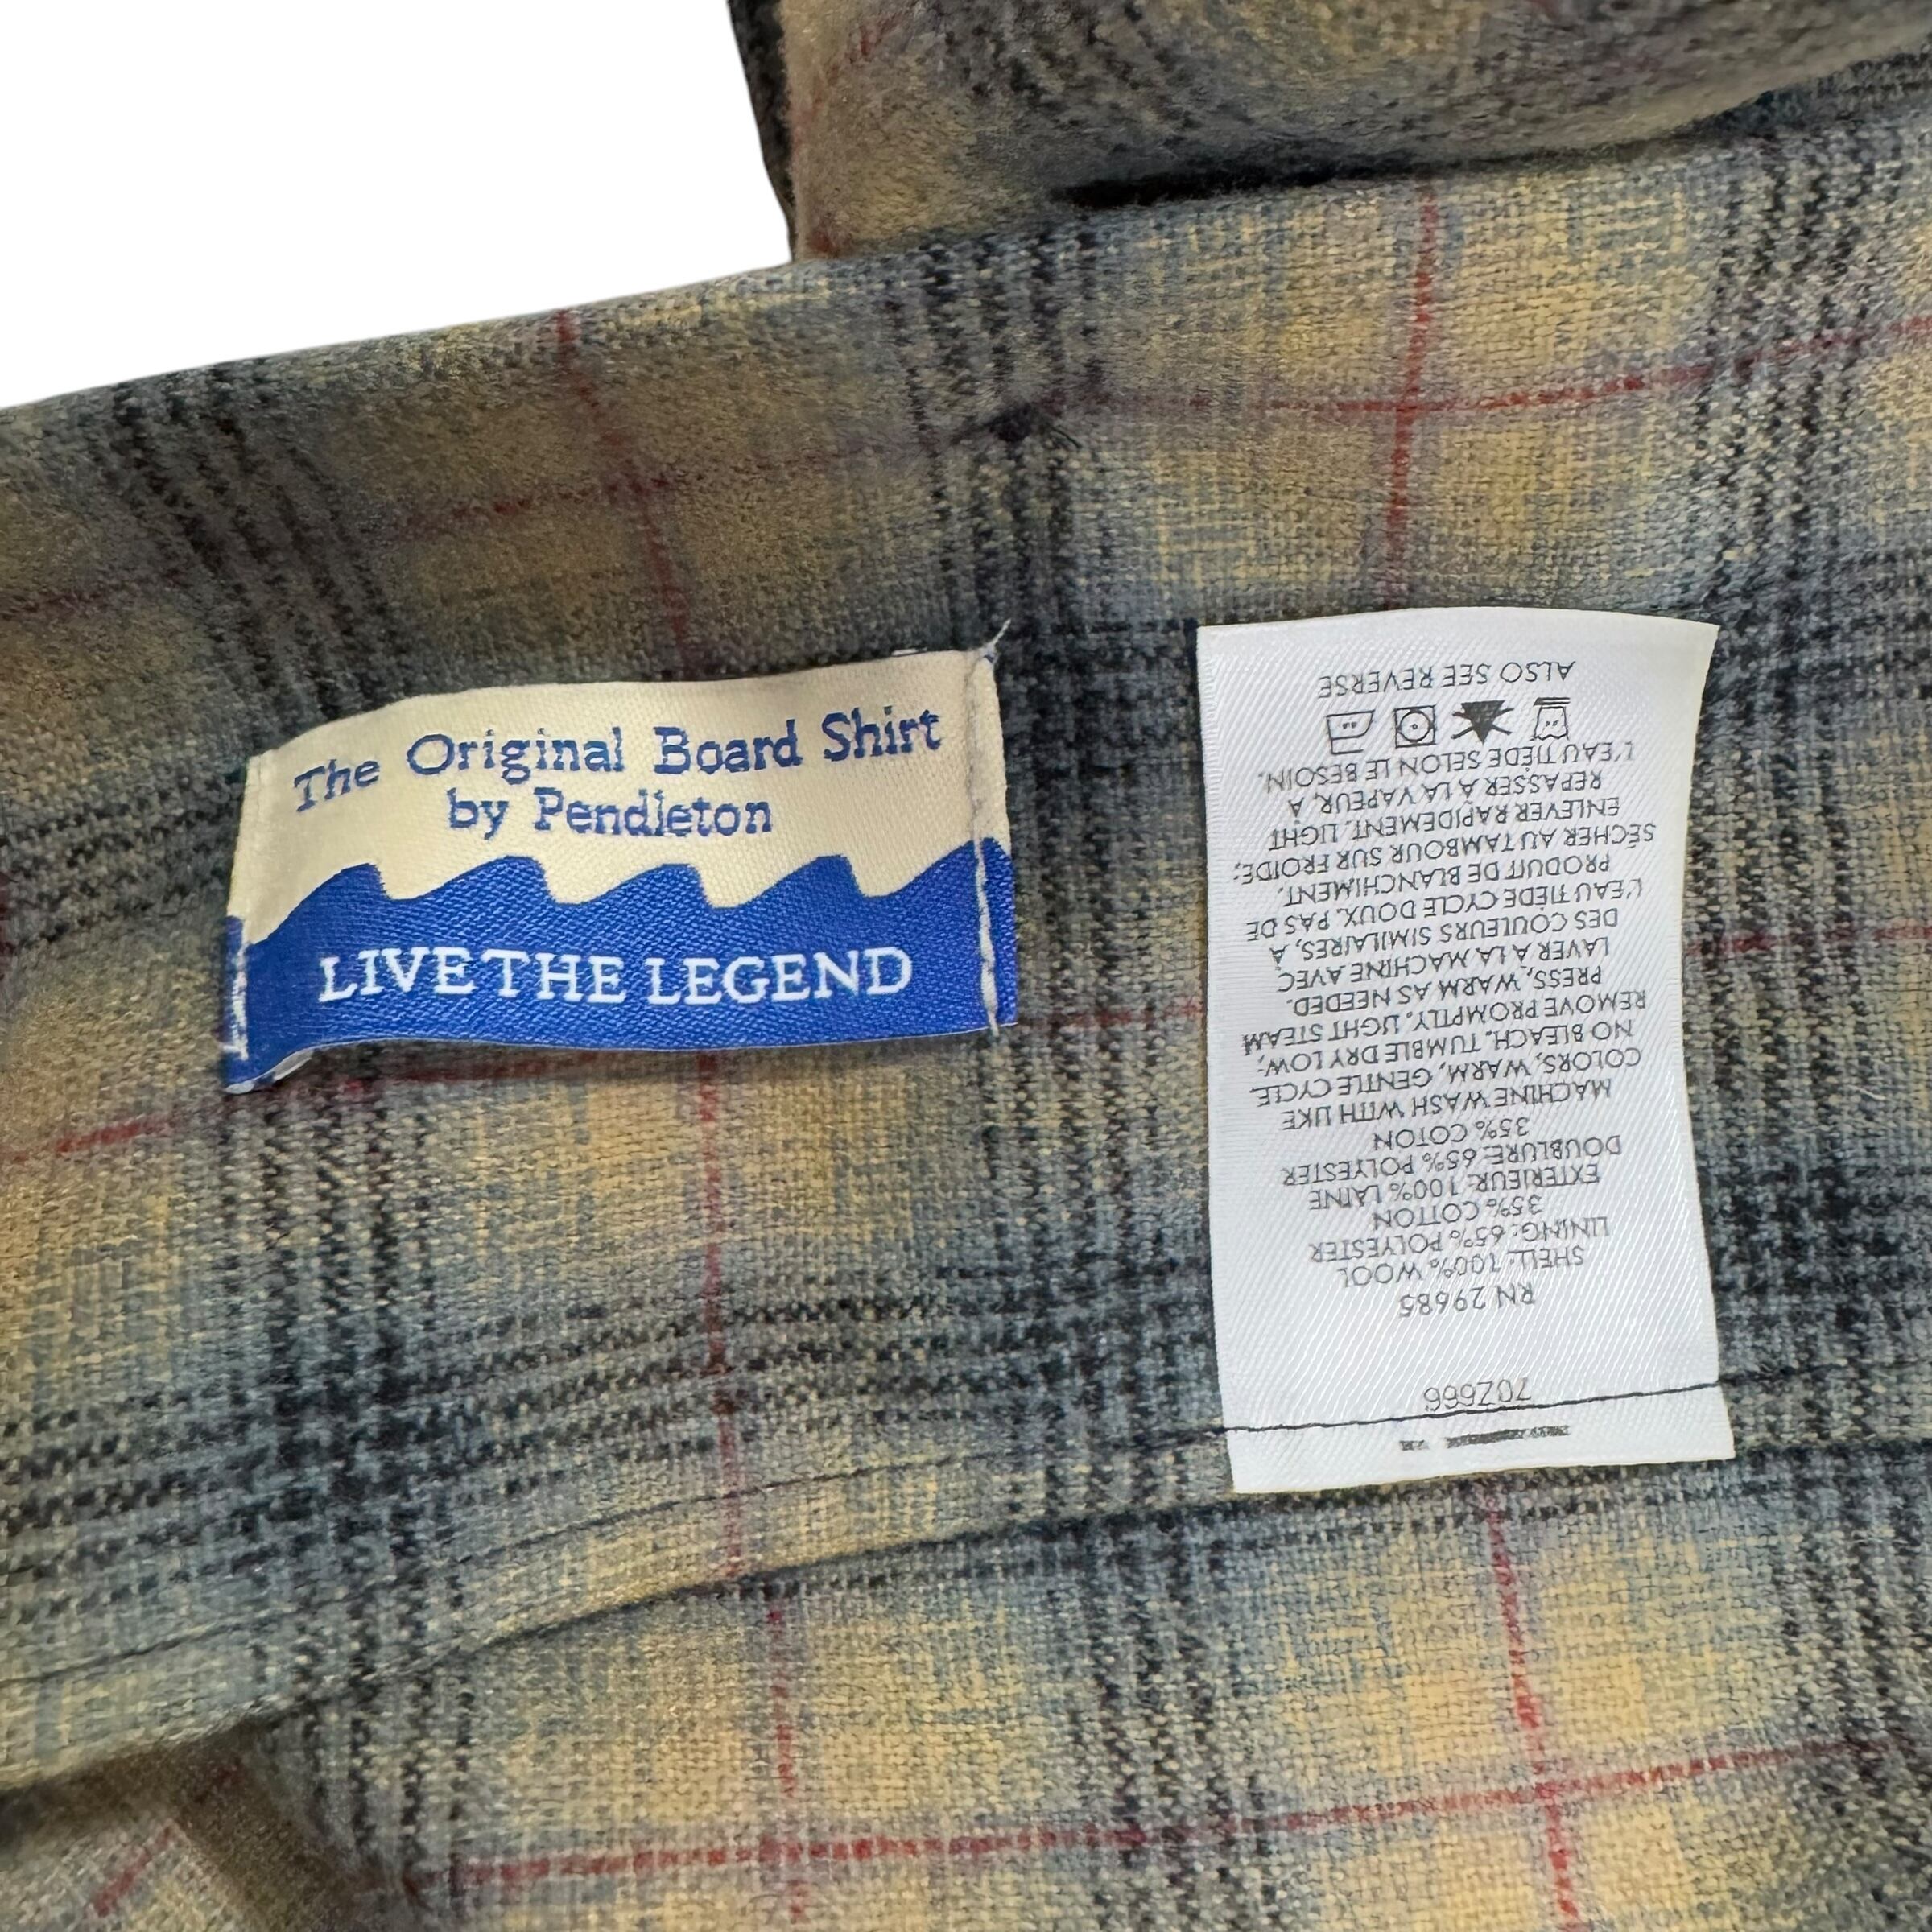 The Original Board Shirt
by Pendleton
LIVE THE LEGEND
70Z666
RN 29685
SHELL: 100% WOOL
LINING: 65% POLYESTER
35% COTTON
EXTERIEUR: 100% LAINE
DOUBLURE: 65% POLYESTER
35% COTON
MACHINE WASH WITH LIKE
COLORS, WARM, GENTLE CYCLE.
NO BLEACH. TUMBLE DRY LOW,
REMOVE PROMPTLY. LIGHT STEAM
PRESS, WARM AS NEEDED.
LAVER A LA MACHINE AVEC
DES COULEURS SIMILAIRES, A
L'EAU TIÈDE CYCLE DOUX. PAS DE
PRODUIT DE BLANCHIMENT.
SÉCHER AU TAMBOUR SUR FROIDE,
ENLEVER RAPIDEMENT. LIGHT
REPASSER A LA VAPEUR, A
L'EAU TIÈDE SELON LE BESOIN.
ALSO SEE REVERSE